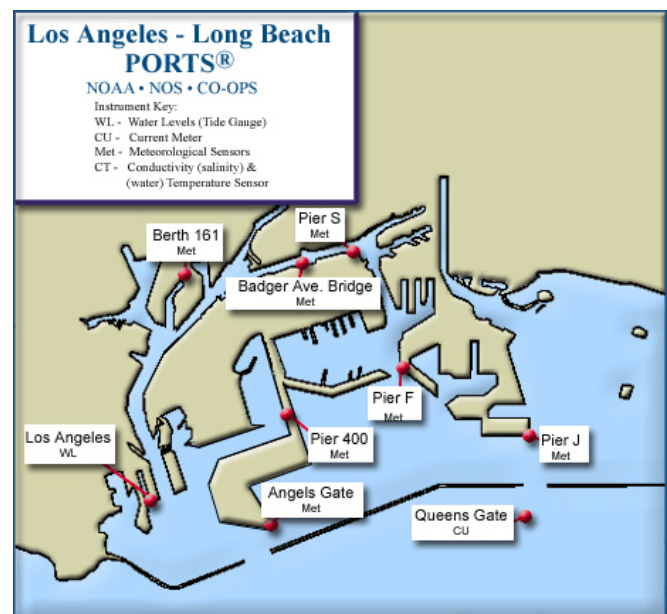 Los Angeles - Long Beach
PORTS®
NOAA • NOS • CO-OPS
Instrument Key:
WL - Water Levels (Tide Gauge)
CU - Current Meter
Met - Meteorological Sensors
CT - Conductivity (salinity) &
(water) Temperature Sensor
Pier S
Met
Berth 161
Met
Badger Ave. Bridge
Met
Pier F
Met
Los Angeles
WL
Pier 400
Met
Pier J
Met
Angels Gate
Met
Queens Gate
CU